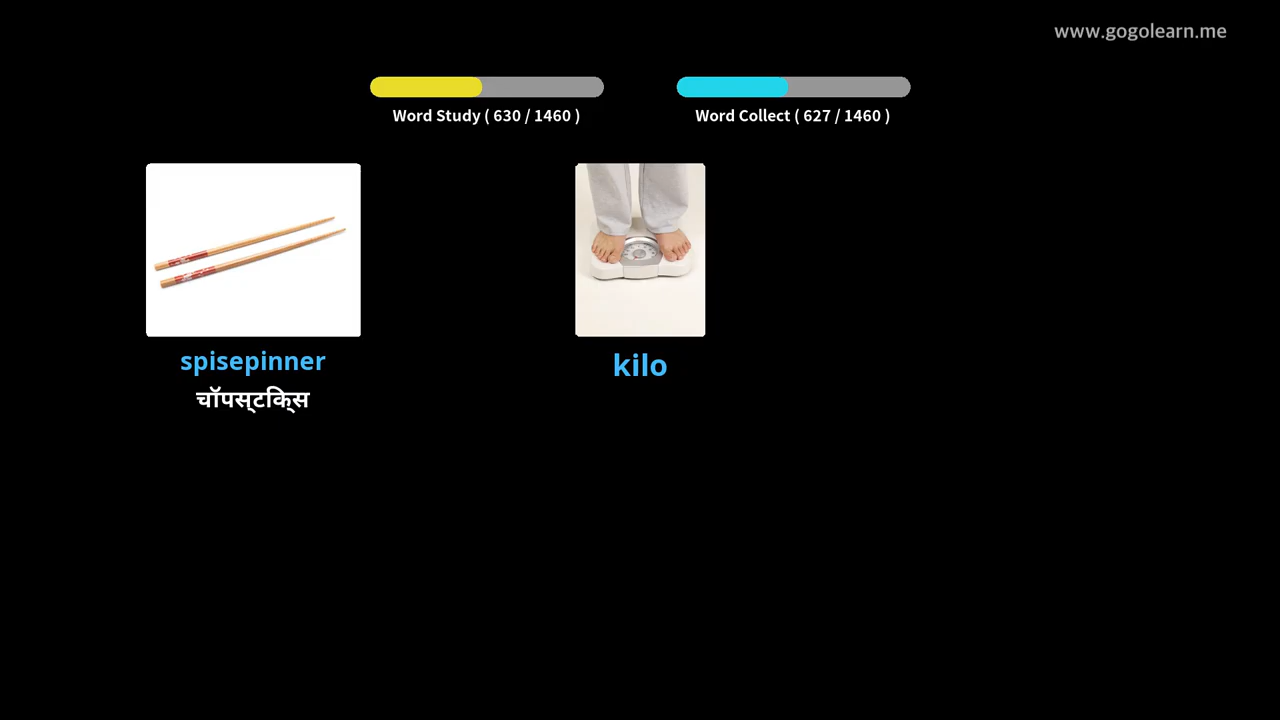 www.gogolearn.me
Word Study ( 630 / 1460 )
Word Collect ( 627 / 1460 )
spisepinner
चॉपस्टिक्स
kilo